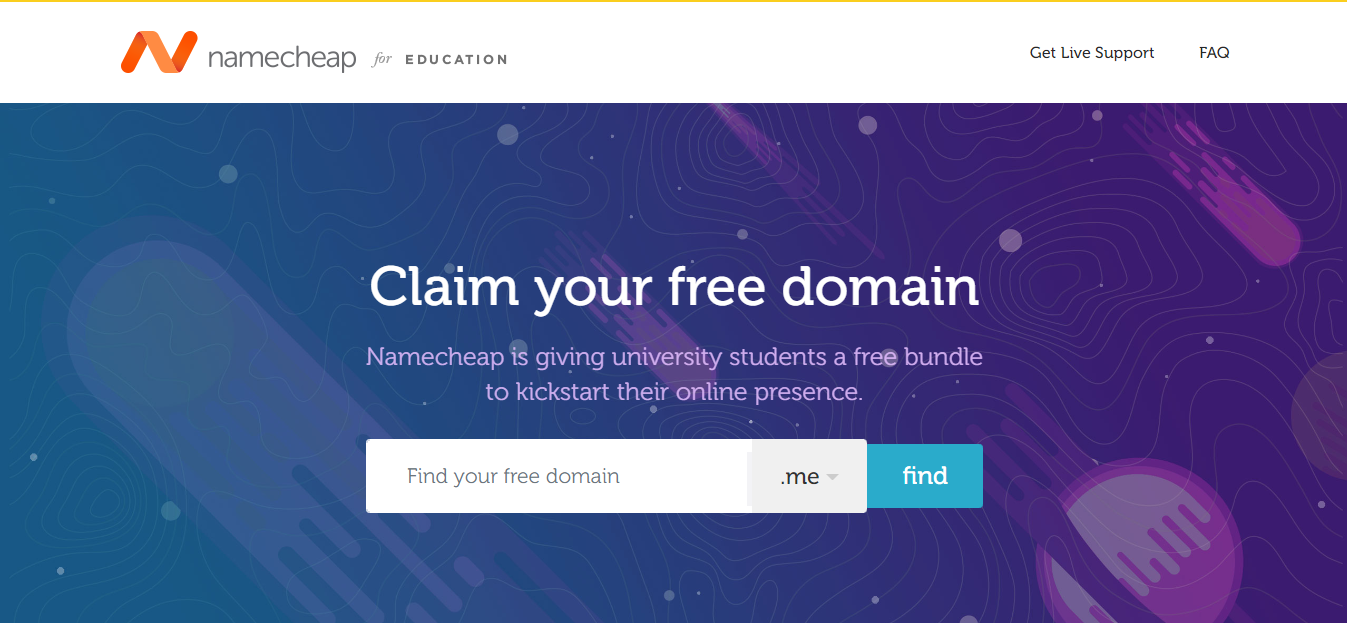 namecheap for EDUCATION
Get Live Support FAQ
Claim your free domain
Namecheap is giving university students a free bundle
to kickstart their online presence.
Find your free domain .me find